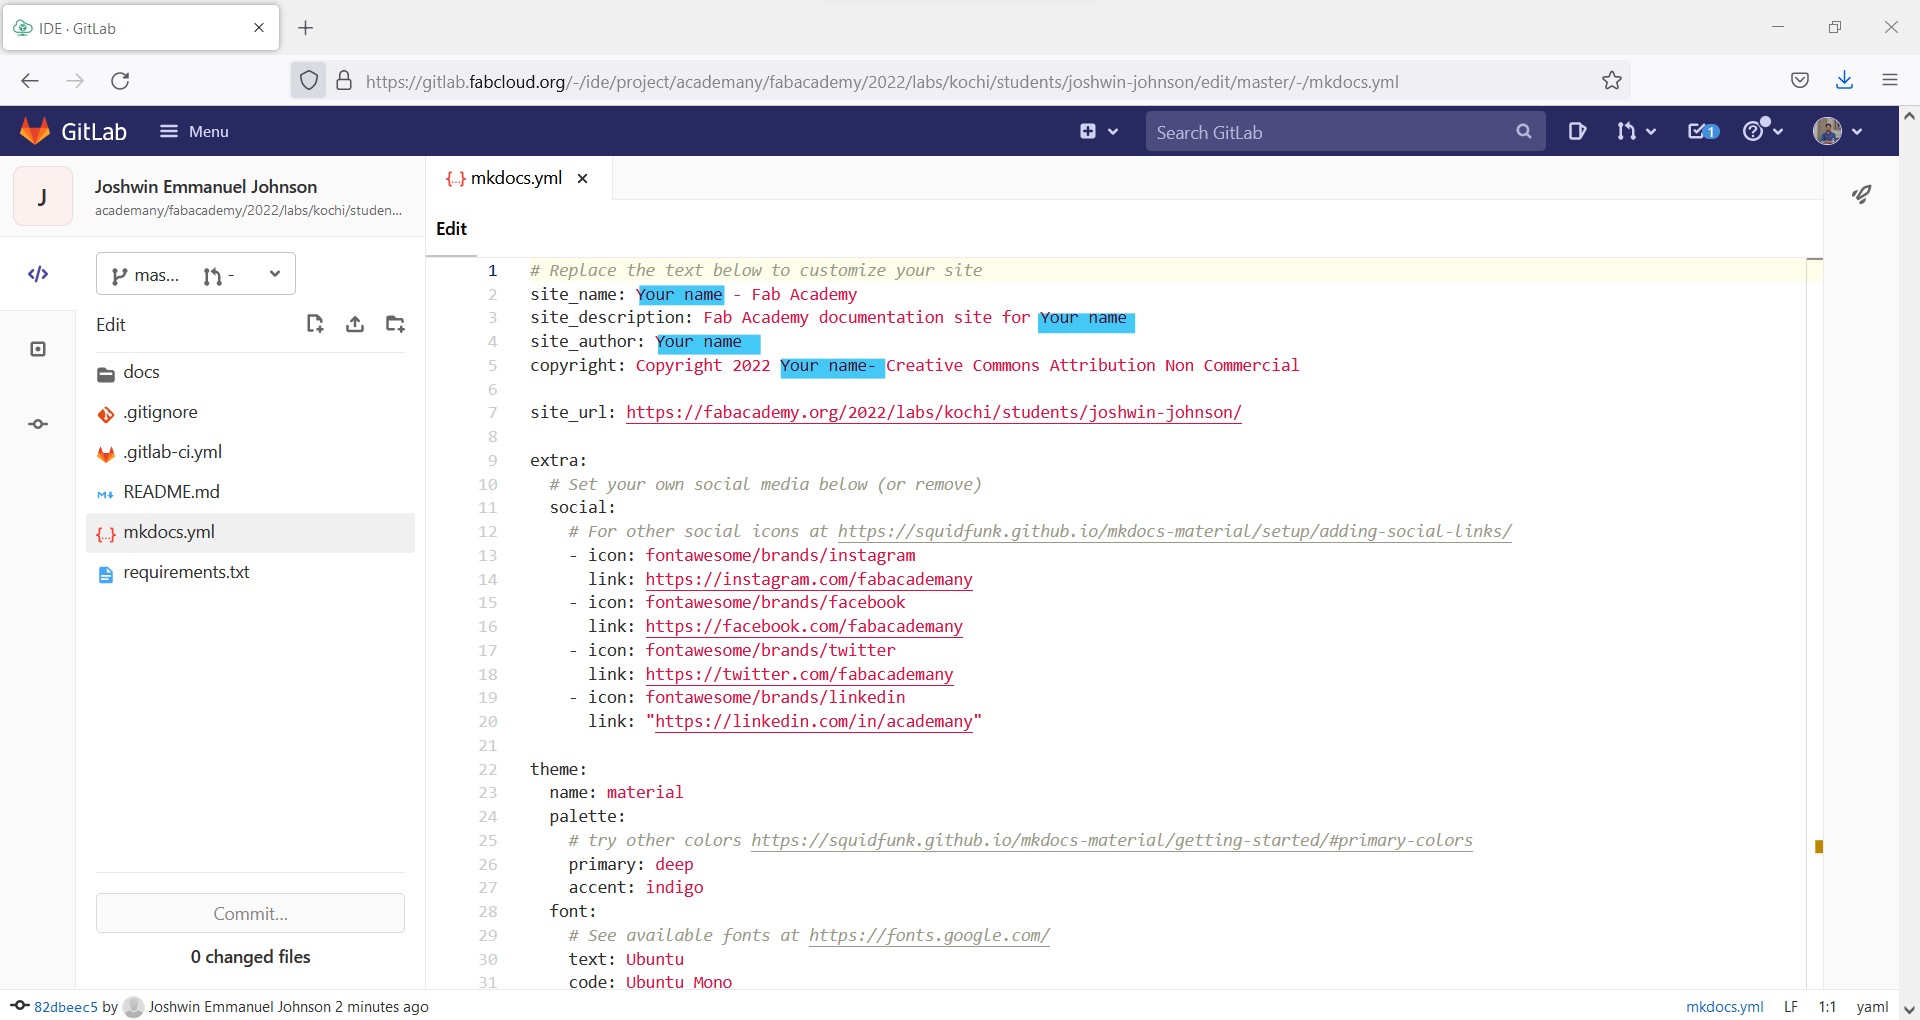 IDE · GitLab
https://gitlab.fabcloud.org/-/ide/project/academany/fabacademy/2022/labs/kochi/students/joshwin-johnson/edit/master/-/mkdocs.yml
GitLab
Menu
Search GitLab
1
J
Joshwin Emmanuel Johnson
academany/fabacademy/2022/labs/kochi/studen...
mas...
-
Edit
docs
.gitignore
.gitlab-ci.yml
README.md
mkdocs.yml
requirements.txt
Commit...
0 changed files
mkdocs.yml
Edit
1 # Replace the text below to customize your site
2 site_name: Your name - Fab Academy
3 site_description: Fab Academy documentation site for Your name
4 site_author: Your name
5 copyright: Copyright 2022 Your name- Creative Commons Attribution Non Commercial
6
7 site_url: https://fabacademy.org/2022/labs/kochi/students/joshwin-johnson/
8
9 extra:
10 # Set your own social media below (or remove)
11 social:
12 # For other social icons at https://squidfunk.github.io/mkdocs-material/setup/adding-social-links/
13 - icon: fontawesome/brands/instagram
14 link: https://instagram.com/fabacademany
15 - icon: fontawesome/brands/facebook
16 link: https://facebook.com/fabacademany
17 - icon: fontawesome/brands/twitter
18 link: https://twitter.com/fabacademany
19 - icon: fontawesome/brands/linkedin
20 link: "https://linkedin.com/in/academany"
21
22 theme:
23 name: material
24 palette:
25 # try other colors https://squidfunk.github.io/mkdocs-material/getting-started/#primary-colors
26 primary: deep
27 accent: indigo
28 font:
29 # See available fonts at https://fonts.google.com/
30 text: Ubuntu
31 code: Ubuntu Mono
82dbeec5 by Joshwin Emmanuel Johnson 2 minutes ago
mkdocs.yml LF 1:1 yaml